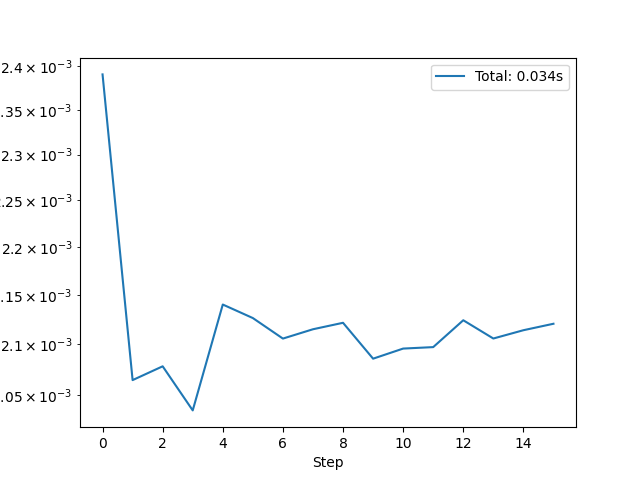 Total: 0.034s
2.4 × 10⁻³
.35 × 10⁻³
2.3 × 10⁻³
.25 × 10⁻³
2.2 × 10⁻³
.15 × 10⁻³
2.1 × 10⁻³
.05 × 10⁻³
0 2 4 6 8 10 12 14
Step